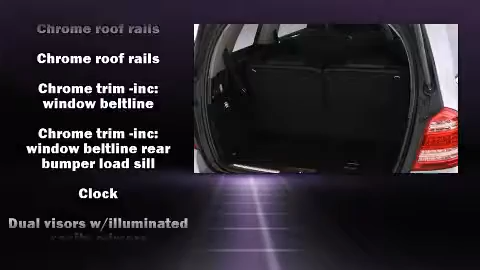 Chrome roof rails
Chrome roof rails
Chrome trim -inc:
window beltline
Chrome trim -inc:
window beltline rear
bumper load sill
Clock
Dual visors w/illuminated